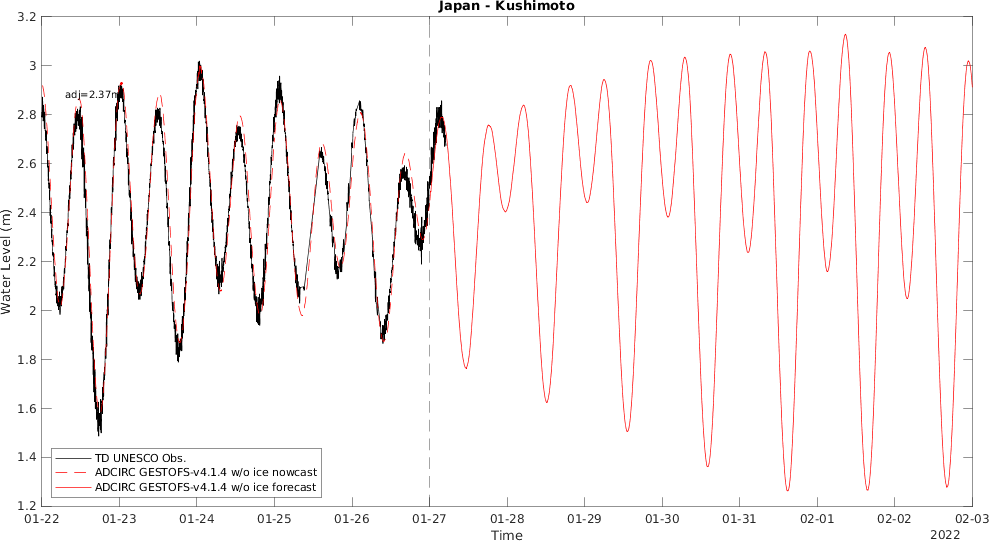 Japan - Kushimoto
Water Level (m)
3.2
3
2.8
2.6
2.4
2.2
2
1.8
1.6
1.4
1.2
adj=2.37m
TD UNESCO Obs.
ADCIRC GESTOFS-v4.1.4 w/o ice nowcast
ADCIRC GESTOFS-v4.1.4 w/o ice forecast
01-22 01-23 01-24 01-25 01-26 01-27 01-28 01-29 01-30 01-31 02-01 02-02 02-03
Time
2022